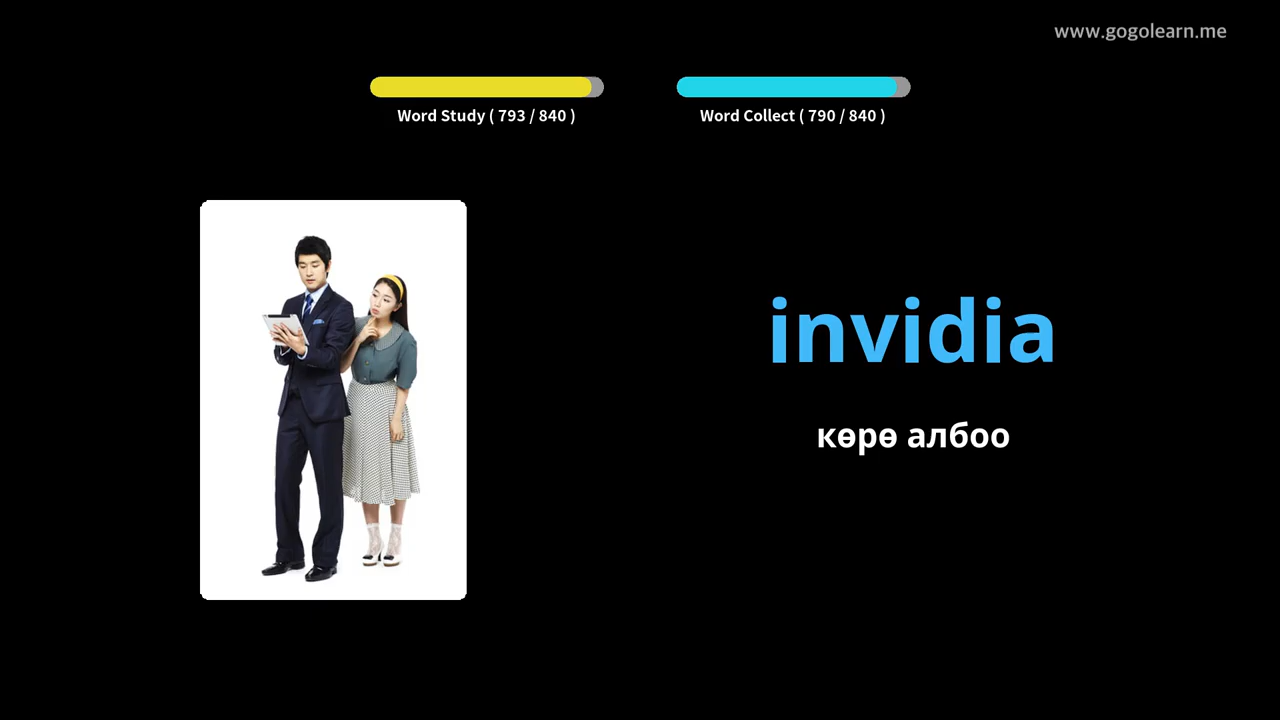 www.gogolearn.me
Word Study ( 793 / 840 )
Word Collect ( 790 / 840 )
invidia
көрө албоо